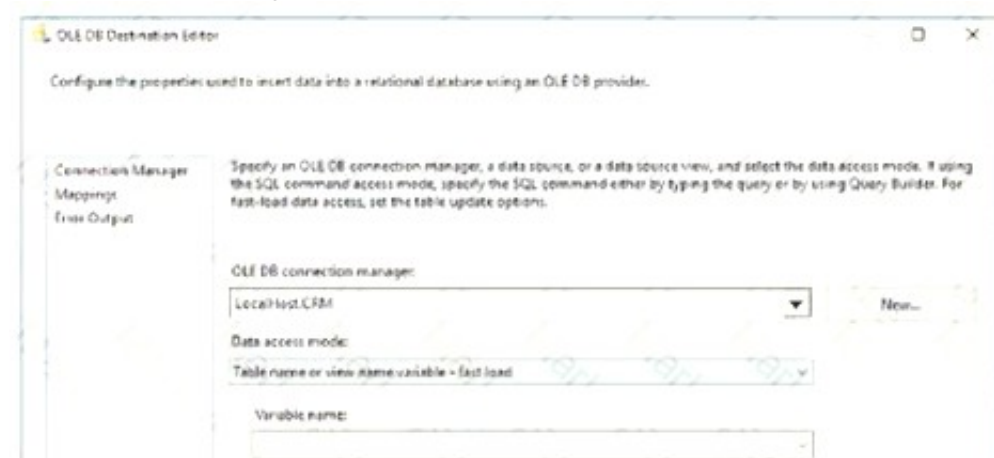 OLE DB Destination Editor
Configure the properties used to insert data into a relational database using an OLE DB provider.
Connection Manager
Mappings
Error Output
Specify an OLE DB connection manager, a data source, or a data source view, and select the data access mode. If using
the SQL command access mode, specify the SQL command either by typing the query or by using Query Builder. For
fast-load data access, set the table update options.
OLE DB connection manager:
LocalHost.CRM
New...
Data access mode:
Table name or view name variable - fast load
Variable name: